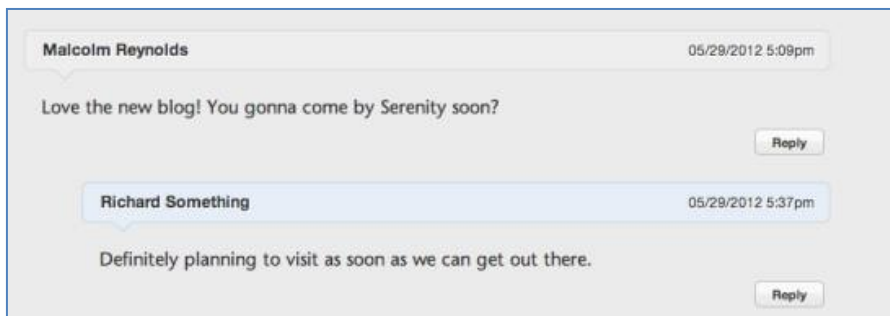 Malcolm Reynolds 05/29/2012 5:09pm
Love the new blog! You gonna come by Serenity soon?
Reply
Richard Something 05/29/2012 5:37pm
Definitely planning to visit as soon as we can get out there.
Reply